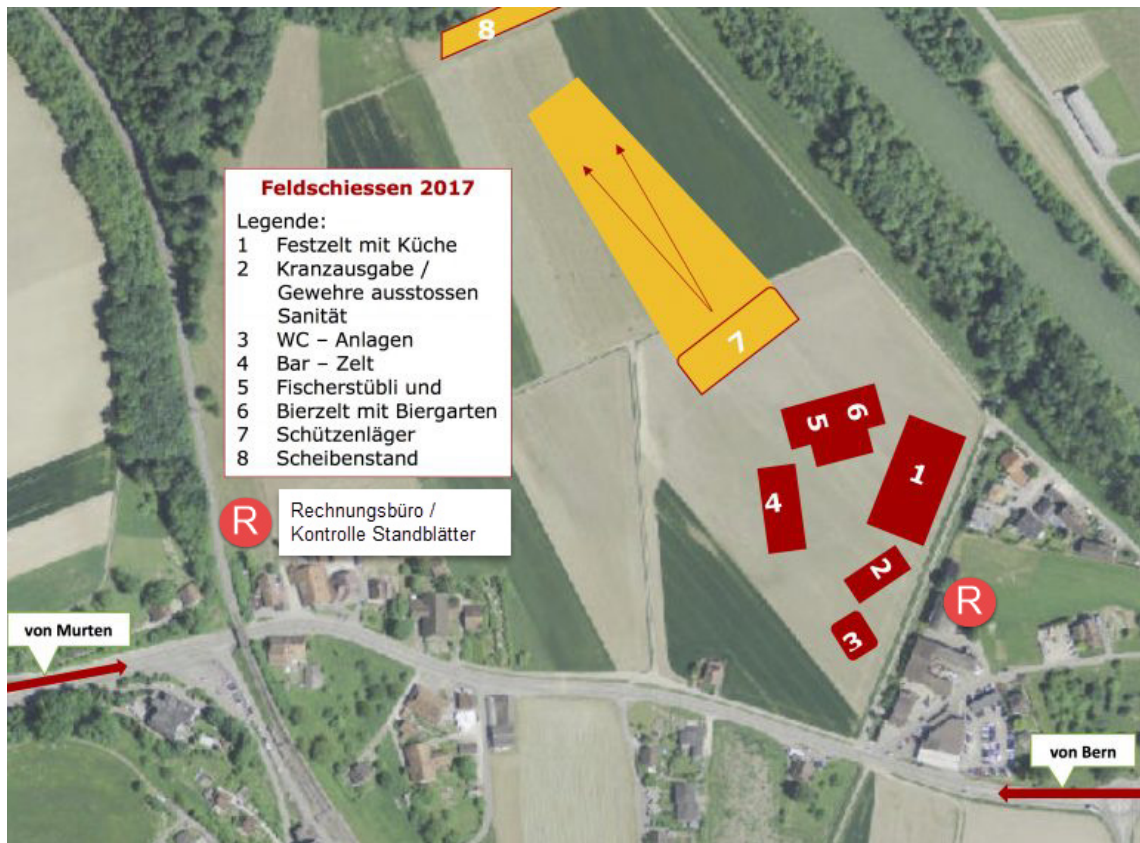 8
Feldschiessen 2017
Legende:
1 Festzelt mit Küche
2 Kranzausgabe /
Gewehre ausstossen
Sanität
3 WC – Anlagen
4 Bar – Zelt
5 Fischerstübli und
6 Bierzelt mit Biergarten
7 Schützenläger
8 Scheibenstand
7
5
6
1
4
R
Rechnungsbüro /
Kontrolle Standblätter
2
R
3
von Murten
von Bern